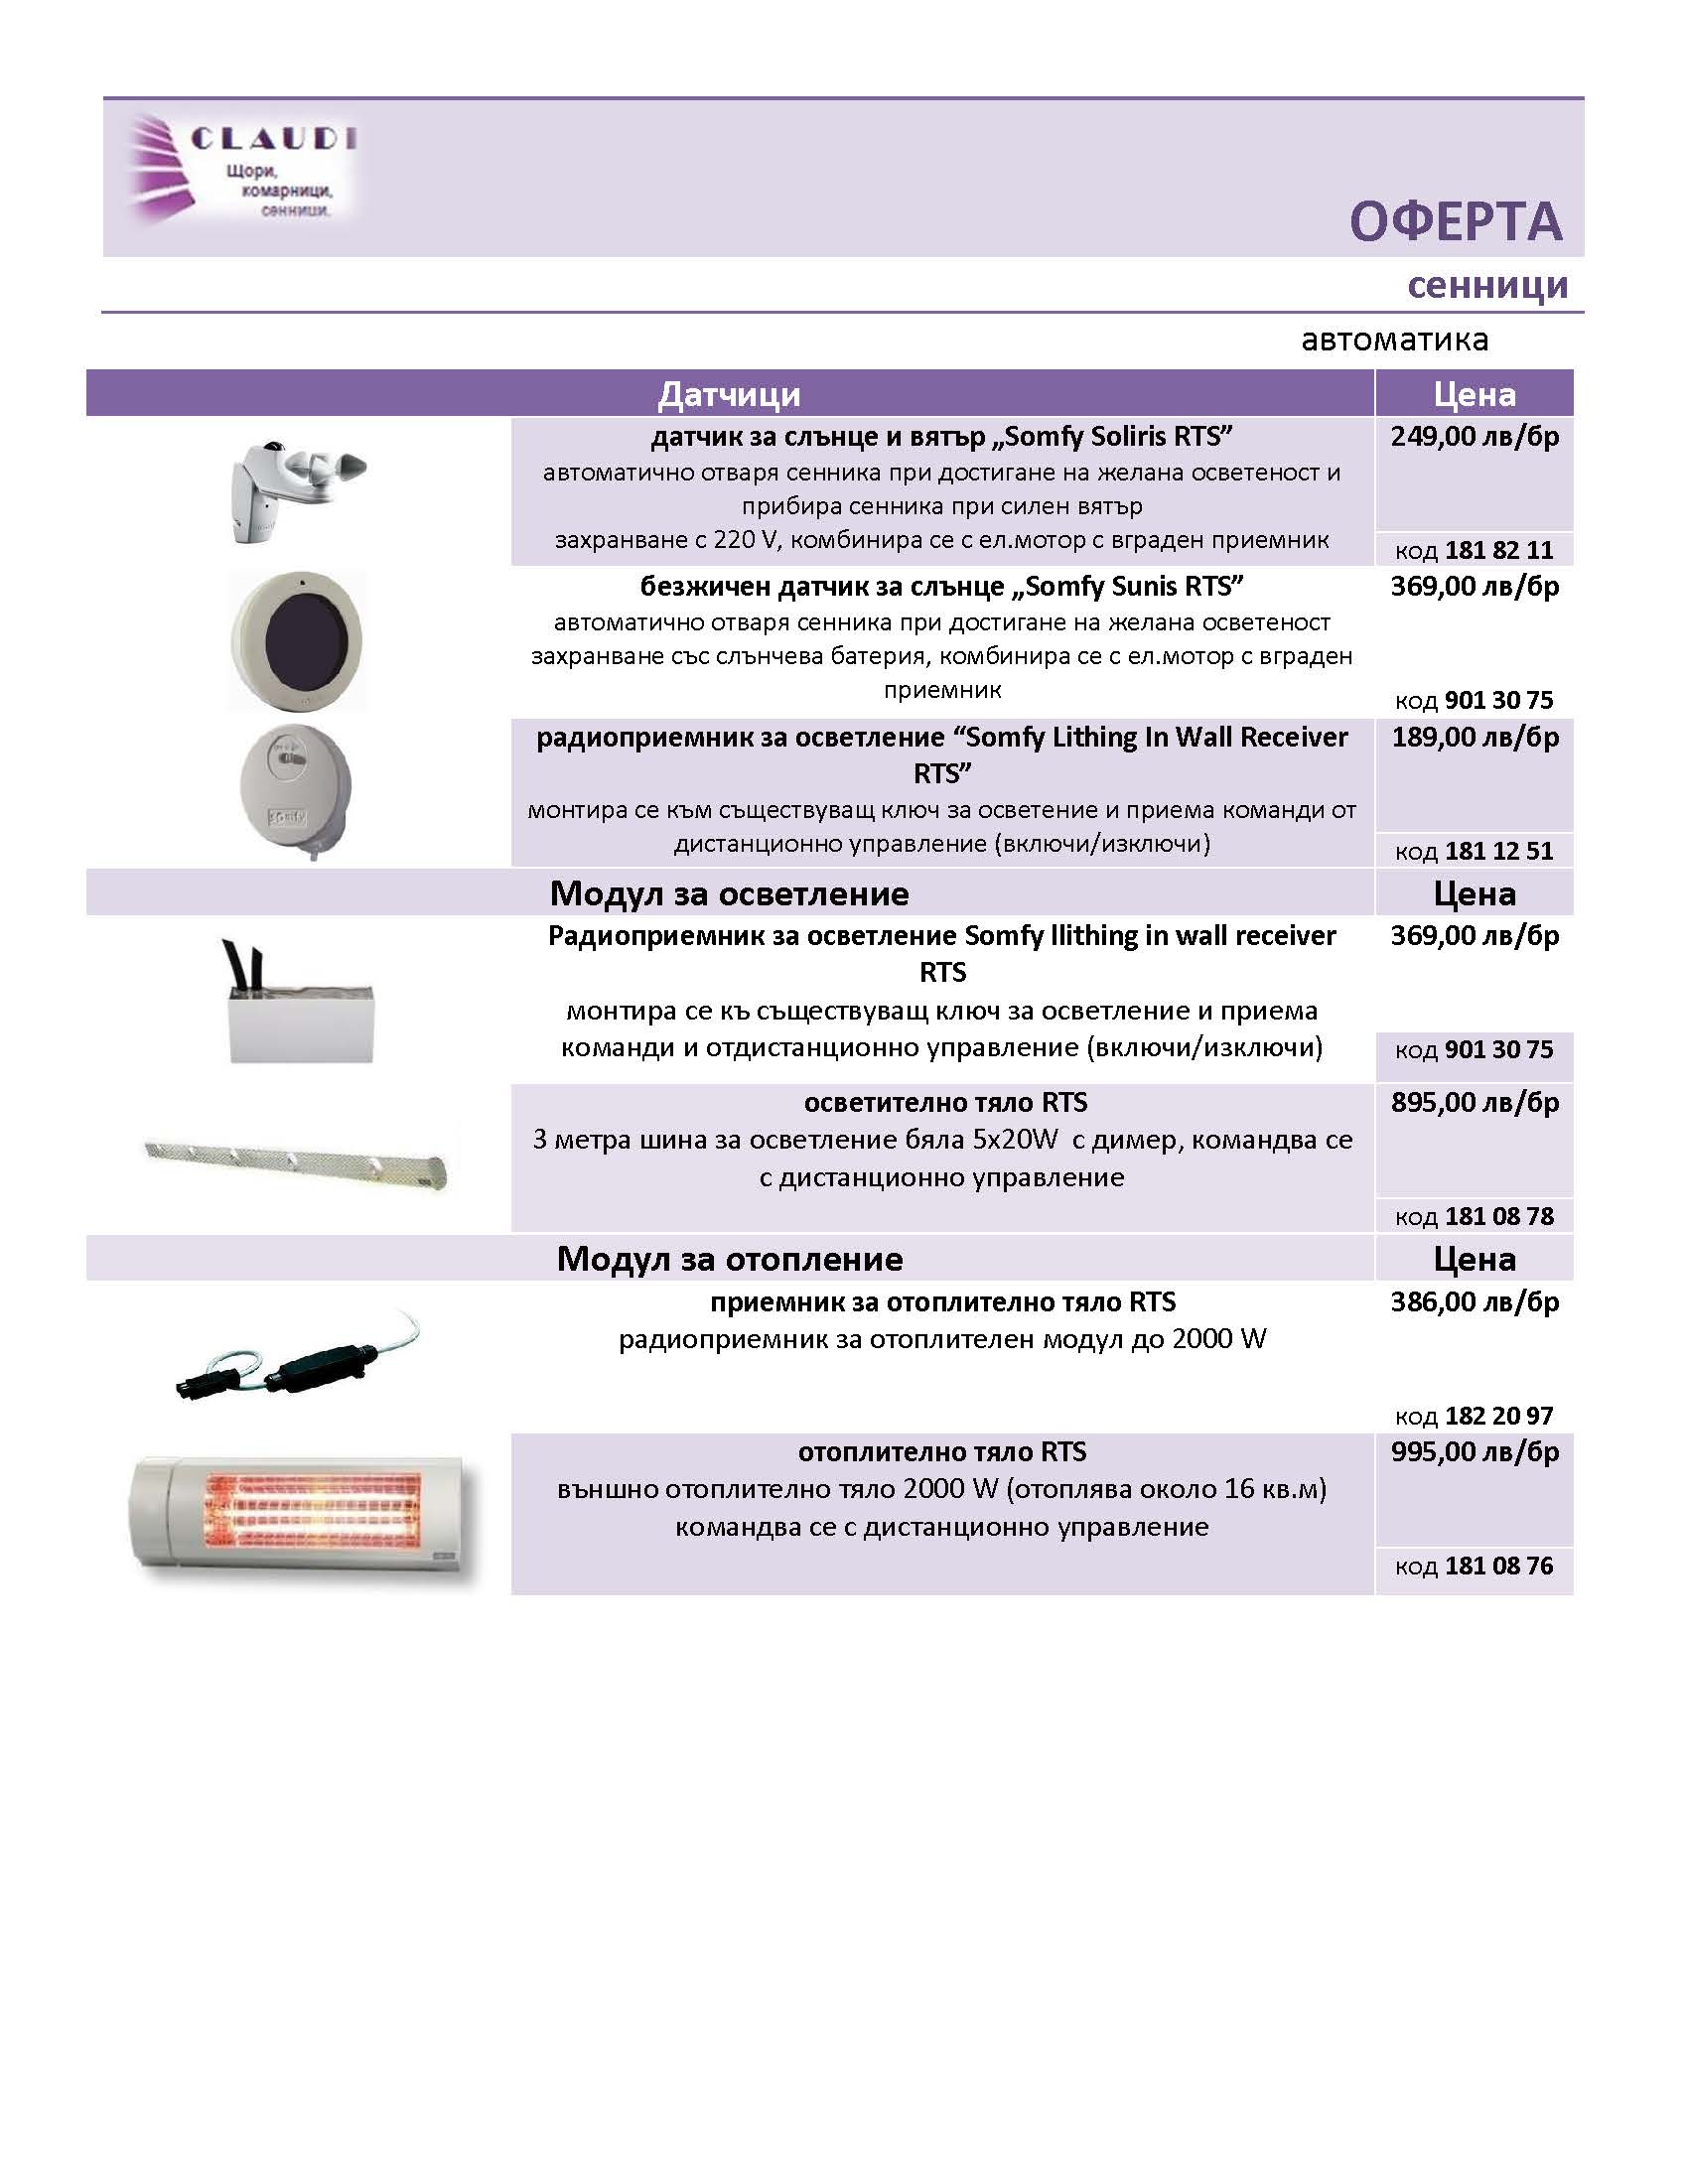 CLAUDI
Щори,
комарници,
сенници.
ОФЕРТА
сенници
автоматика
Датчици Цена
датчик за слънце и вятър „Somfy Soliris RTS” 249,00 лв/бр
автоматично отваря сенника при достигане на желана осветеност и
прибира сенника при силен вятър
захранване с 220 V, комбинира се с ел.мотор с вграден приемник
код 181 82 11
безжичен датчик за слънце „Somfy Sunis RTS” 369,00 лв/бр
автоматично отваря сенника при достигане на желана осветеност
захранване със слънчева батерия, комбинира се с ел.мотор с вграден
приемник
код 901 30 75
радиоприемник за осветление “Somfy Lithing In Wall Receiver 189,00 лв/бр
RTS”
монтира се към съществуващ ключ за осветение и приема команди от
дистанционно управление (включи/изключи)
код 181 12 51
somfy
Модул за осветление Цена
Радиоприемник за осветление Somfy llithing in wall receiver 369,00 лв/бр
RTS
монтира се къ съществуващ ключ за осветление и приема
команди и отдистанционно управление (включи/изключи)
код 901 30 75
осветително тяло RTS 895,00 лв/бр
3 метра шина за осветление бяла 5x20W с димер, командва се
с дистанционно управление
код 181 08 78
Модул за отопление Цена
приемник за отоплително тяло RTS 386,00 лв/бр
радиоприемник за отоплителен модул до 2000 W
код 182 20 97
отоплително тяло RTS 995,00 лв/бр
външно отоплително тяло 2000 W (отоплява около 16 кв.м)
командва се с дистанционно управление
код 181 08 76